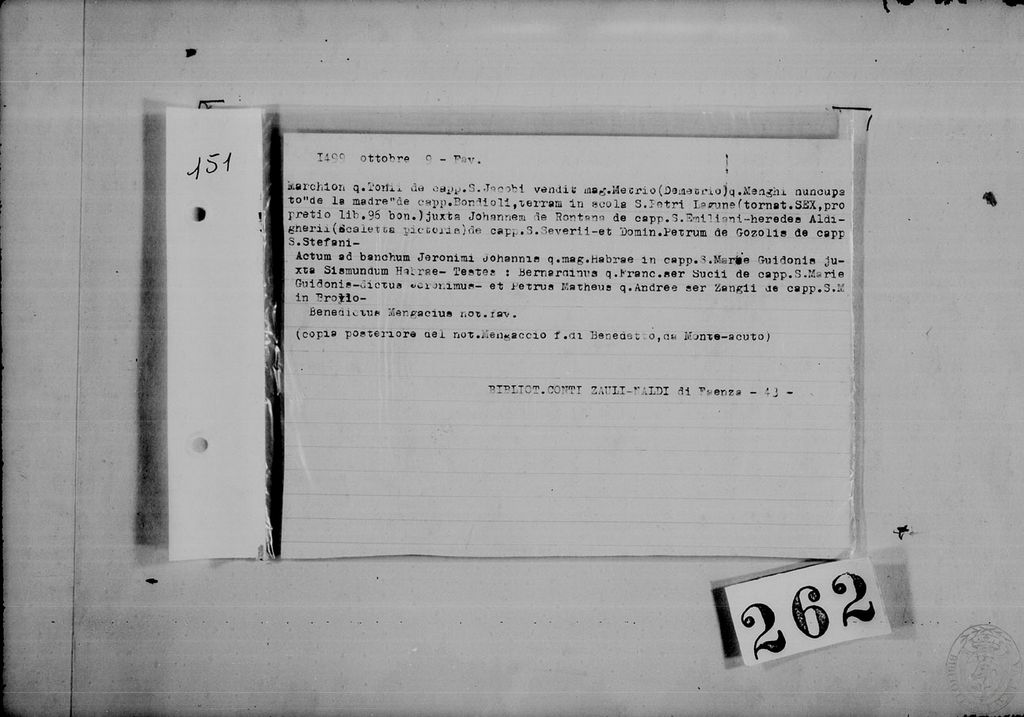 151
1499 ottobre 9 - Fav.
Marchion q.Tonii de capp.S.Jacobi vendit mag.Metrio(Demetrio)q.Menghi nuncupa
to"de la madre"de capp.Bondioli,terram in scola S.Petri Lagune(tornat.SEX,pro
pretio lib.96 bon.)juxta Johannem de Rontana de capp.S.Emiliani-heredes Aldi-
gherii(scaletta pictoris)de capp.S.Severii-et Domin.Petrum de Gozolis de capp
S.Stefani-
Actum ad banchum Jeronimi Johannis q.mag.Habrae in capp.S.Marie Guidonis ju-
xta Sismundum Habrae- Testes : Bernardinus q.Franc.ser Sucii de capp.S.Marie
Guidonis-dictus Jeronimus- et Petrus Matheus q.Andree ser Zangii de capp.S.M
in Broilo-
Benedictus Mengacius not.fav.
(copia posteriore del not.Mengaccio f.di Benedetto,da Monte-acuto)
BIBLIOT.CONTI ZAULI-NALDI di Faenza - 43 -
262